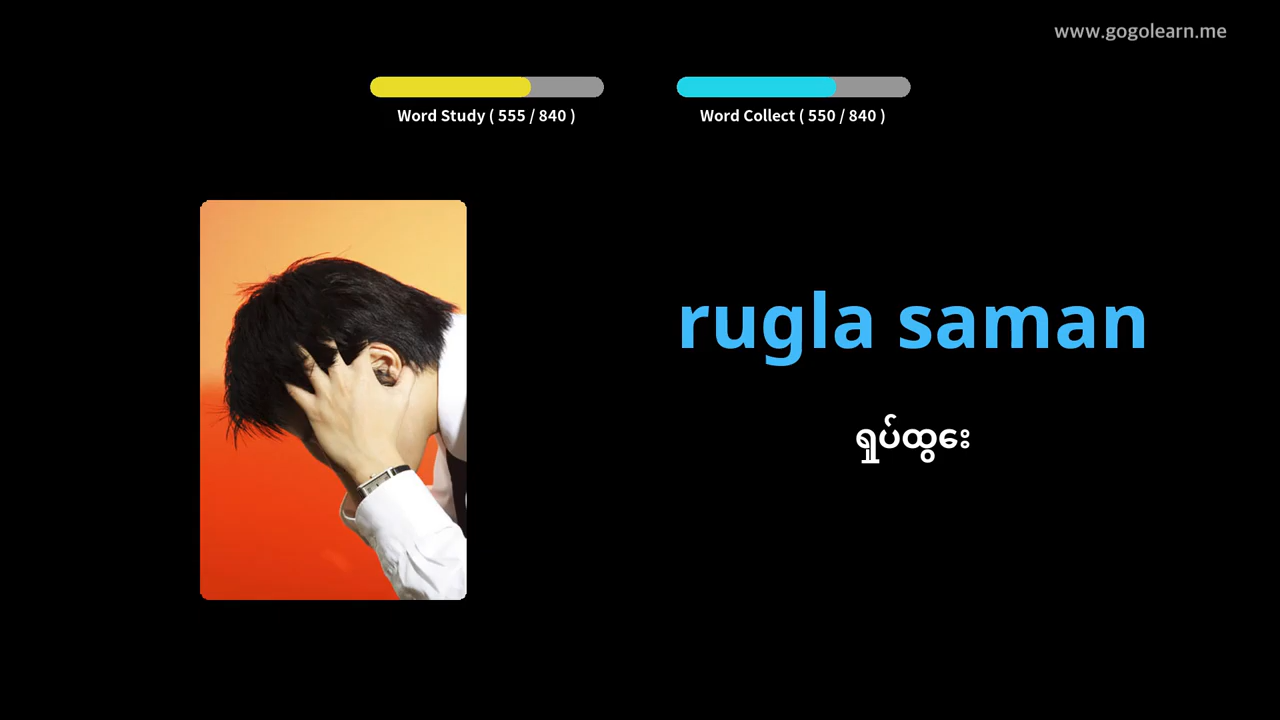 www.gogolearn.me
Word Study ( 555 / 840 )
Word Collect ( 550 / 840 )
rugla saman
ရှုပ်ထွေး